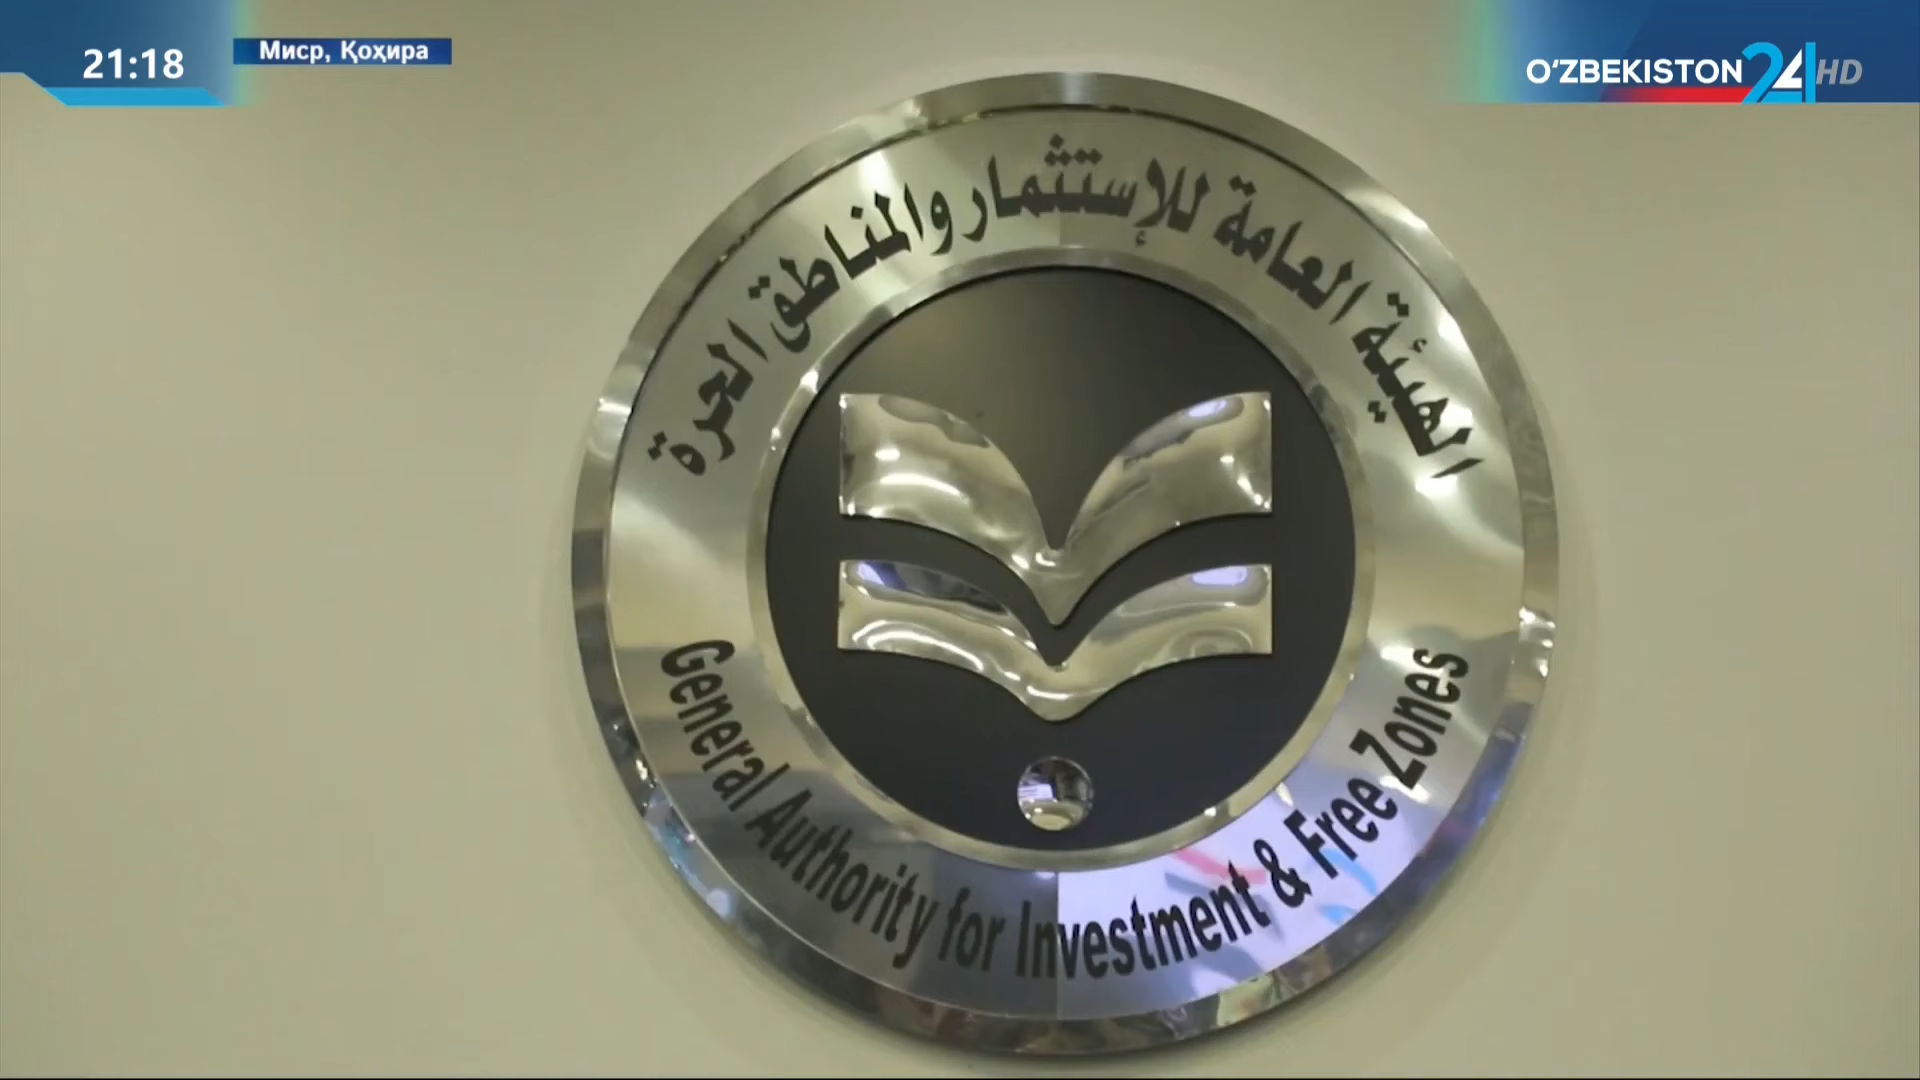 21:18
Миср, Қоҳира
O‘ZBEKISTON 24 HD
الهيئة العامة للإستثمار والمناطق الحرة
General Authority for Investment & Free Zones